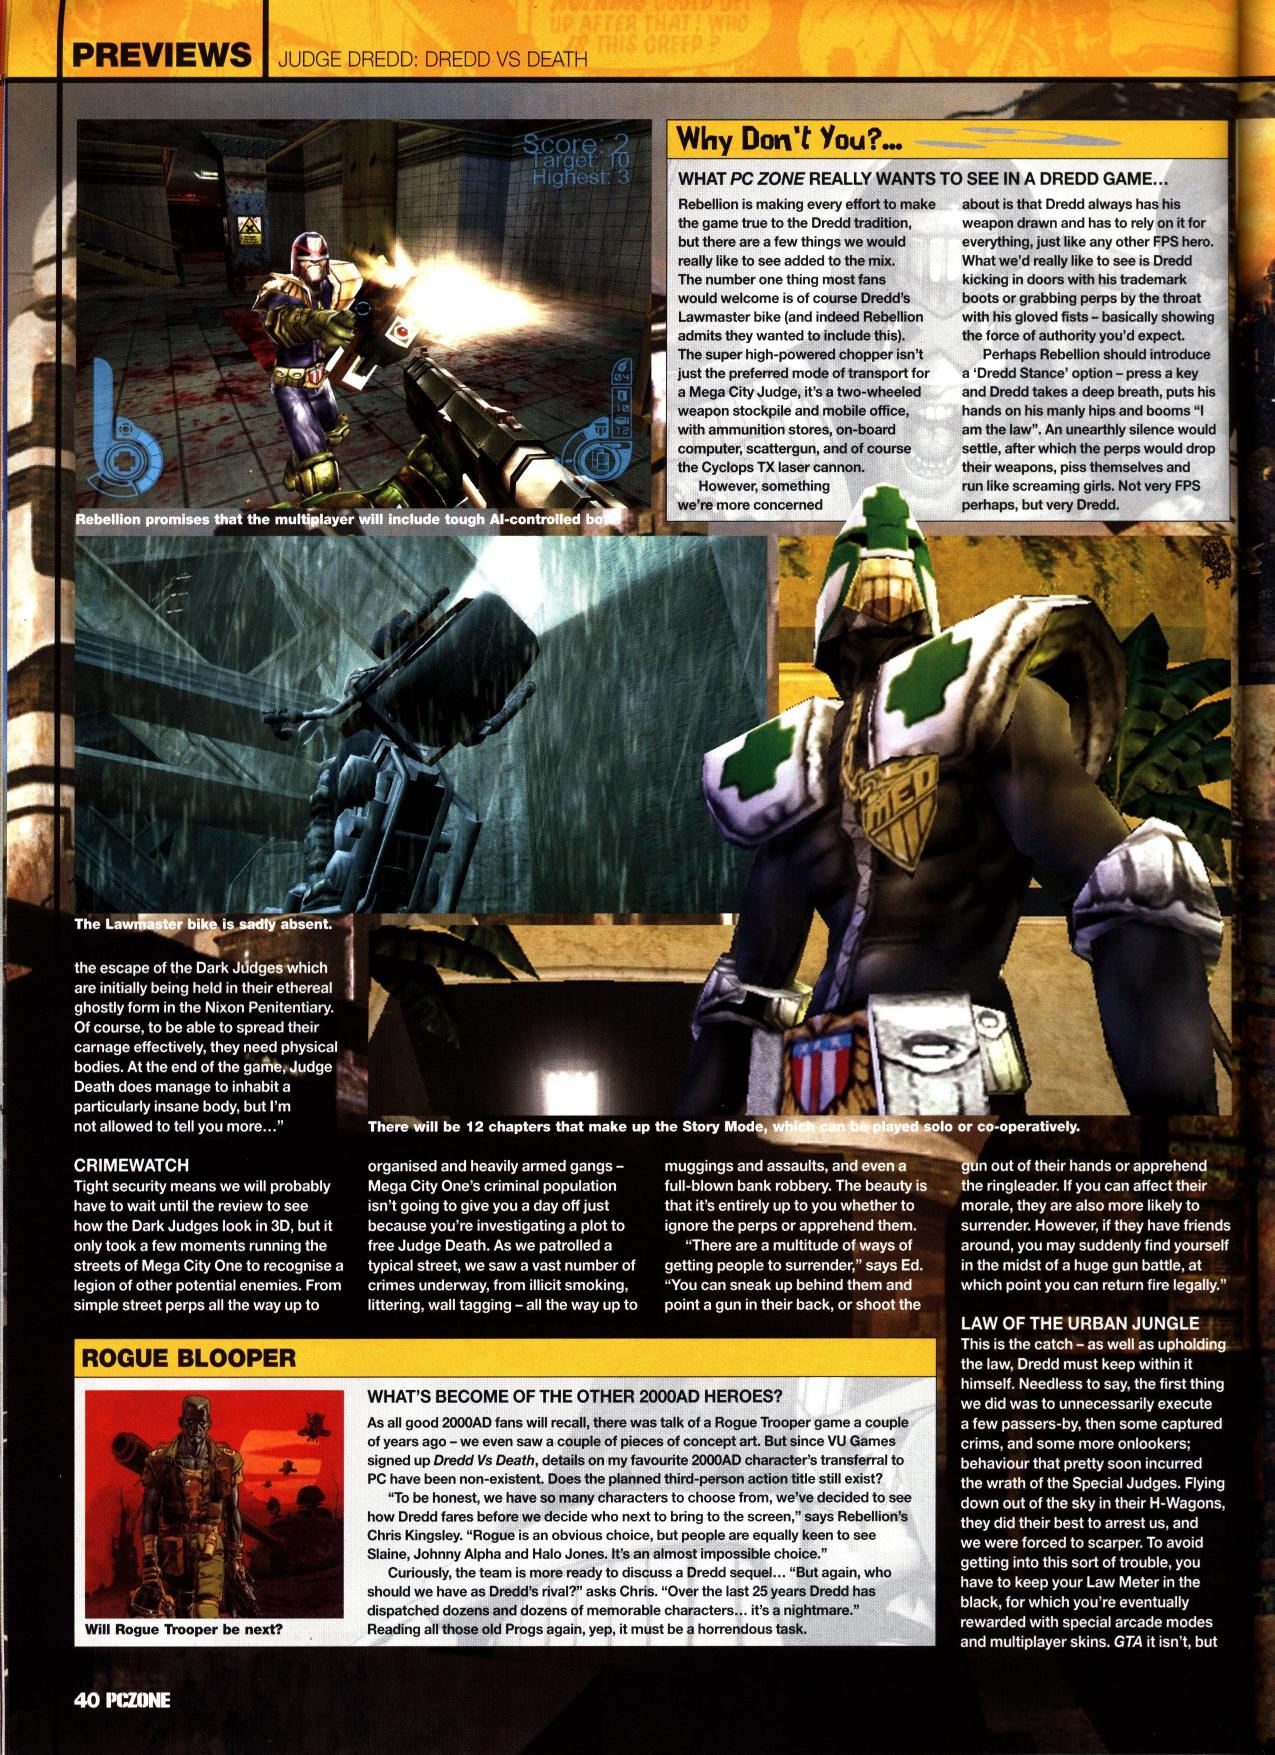 PREVIEWS
JUDGE DREDD: DREDD VS DEATH
NOTHING COULD GET
UP AFTER THAT! WHO
IS THIS CREEP?
Score: 2
Target: 10
Highest: 3
04
10
12
Rebellion promises that the multiplayer will include tough AI-controlled bots.
Why Don't You?...
WHAT PC ZONE REALLY WANTS TO SEE IN A DREDD GAME...
Rebellion is making every effort to make
the game true to the Dredd tradition,
but there are a few things we would
really like to see added to the mix.
The number one thing most fans
would welcome is of course Dredd's
Lawmaster bike (and indeed Rebellion
admits they wanted to include this).
The super high-powered chopper isn't
just the preferred mode of transport for
a Mega City Judge, it's a two-wheeled
weapon stockpile and mobile office,
with ammunition stores, on-board
computer, scattergun, and of course
the Cyclops TX laser cannon.
However, something
we're more concerned
about is that Dredd always has his
weapon drawn and has to rely on it for
everything, just like any other FPS hero.
What we'd really like to see is Dredd
kicking in doors with his trademark
boots or grabbing perps by the throat
with his gloved fists – basically showing
the force of authority you'd expect.
Perhaps Rebellion should introduce
a 'Dredd Stance' option – press a key
and Dredd takes a deep breath, puts his
hands on his manly hips and booms "I
am the law". An unearthly silence would
settle, after which the perps would drop
their weapons, piss themselves and
run like screaming girls. Not very FPS
perhaps, but very Dredd.
MED
The Lawmaster bike is sadly absent.
There will be 12 chapters that make up the Story Mode, which can be played solo or co-operatively.
the escape of the Dark Judges which
are initially being held in their ethereal
ghostly form in the Nixon Penitentiary.
Of course, to be able to spread their
carnage effectively, they need physical
bodies. At the end of the game, Judge
Death does manage to inhabit a
particularly insane body, but I'm
not allowed to tell you more..."
CRIMEWATCH
Tight security means we will probably
have to wait until the review to see
how the Dark Judges look in 3D, but it
only took a few moments running the
streets of Mega City One to recognise a
legion of other potential enemies. From
simple street perps all the way up to
organised and heavily armed gangs –
Mega City One's criminal population
isn't going to give you a day off just
because you're investigating a plot to
free Judge Death. As we patrolled a
typical street, we saw a vast number of
crimes underway, from illicit smoking,
littering, wall tagging – all the way up to
muggings and assaults, and even a
full-blown bank robbery. The beauty is
that it's entirely up to you whether to
ignore the perps or apprehend them.
"There are a multitude of ways of
getting people to surrender," says Ed.
"You can sneak up behind them and
point a gun in their back, or shoot the
gun out of their hands or apprehend
the ringleader. If you can affect their
morale, they are also more likely to
surrender. However, if they have friends
around, you may suddenly find yourself
in the midst of a huge gun battle, at
which point you can return fire legally."
LAW OF THE URBAN JUNGLE
This is the catch – as well as upholding
the law, Dredd must keep within it
himself. Needless to say, the first thing
we did was to unnecessarily execute
a few passers-by, then some captured
crims, and some more onlookers;
behaviour that pretty soon incurred
the wrath of the Special Judges. Flying
down out of the sky in their H-Wagons,
they did their best to arrest us, and
we were forced to scarper. To avoid
getting into this sort of trouble, you
have to keep your Law Meter in the
black, for which you're eventually
rewarded with special arcade modes
and multiplayer skins. GTA it isn't, but
ROGUE BLOOPER
WHAT'S BECOME OF THE OTHER 2000AD HEROES?
As all good 2000AD fans will recall, there was talk of a Rogue Trooper game a couple
of years ago – we even saw a couple of pieces of concept art. But since VU Games
signed up Dredd Vs Death, details on my favourite 2000AD character's transferral to
PC have been non-existent. Does the planned third-person action title still exist?
"To be honest, we have so many characters to choose from, we've decided to see
how Dredd fares before we decide who next to bring to the screen," says Rebellion's
Chris Kingsley. "Rogue is an obvious choice, but people are equally keen to see
Slaine, Johnny Alpha and Halo Jones. It's an almost impossible choice."
Curiously, the team is more ready to discuss a Dredd sequel... "But again, who
should we have as Dredd's rival?" asks Chris. "Over the last 25 years Dredd has
dispatched dozens and dozens of memorable characters... it's a nightmare."
Reading all those old Progs again, yep, it must be a horrendous task.
Will Rogue Trooper be next?
40 PCZONE